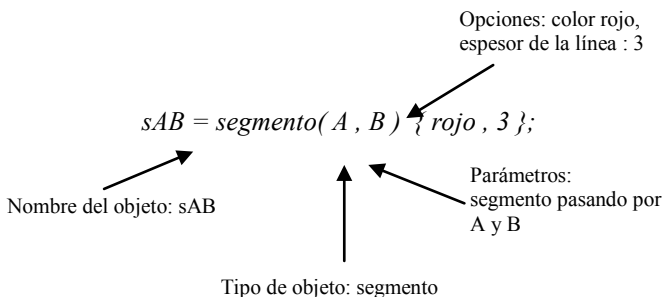 Opciones: color rojo,
espesor de la línea : 3
sAB = segmento( A , B ) { rojo , 3 };
Parámetros:
segmento pasando por
A y B
Nombre del objeto: sAB
Tipo de objeto: segmento